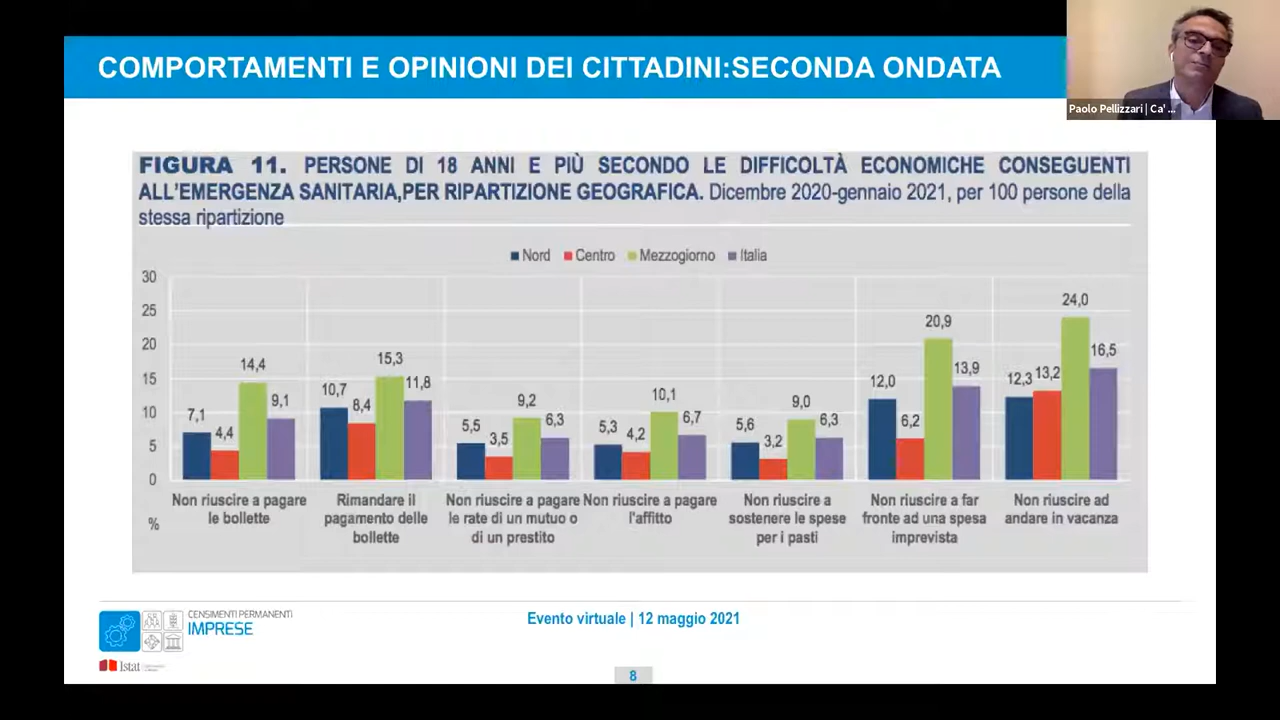 COMPORTAMENTI E OPINIONI DEI CITTADINI:SECONDA ONDATA
Paolo Pellizzari | Ca' ...
FIGURA 11. PERSONE DI 18 ANNI E PIÙ SECONDO LE DIFFICOLTÀ ECONOMICHE CONSEGUENTI
ALL'EMERGENZA SANITARIA,PER RIPARTIZIONE GEOGRAFICA. Dicembre 2020-gennaio 2021, per 100 persone della
stessa ripartizione
Nord Centro Mezzogiorno Italia
30
25
20
15
10
5
0
%
7,1 4,4 14,4 9,1
10,7 8,4 15,3 11,8
5,5 3,5 9,2 6,3
5,3 4,2 10,1 6,7
5,6 3,2 9,0 6,3
12,0 6,2 20,9 13,9
12,3 13,2 24,0 16,5
Non riuscire a pagare
le bollette
Rimandare il
pagamento delle
bollette
Non riuscire a pagare
le rate di un mutuo o
di un prestito
Non riuscire a pagare
l'affitto
Non riuscire a
sostenere le spese
per i pasti
Non riuscire a far
fronte ad una spesa
imprevista
Non riuscire ad
andare in vacanza
CENSIMENTI PERMANENTI
IMPRESE
Istat
Evento virtuale | 12 maggio 2021
8